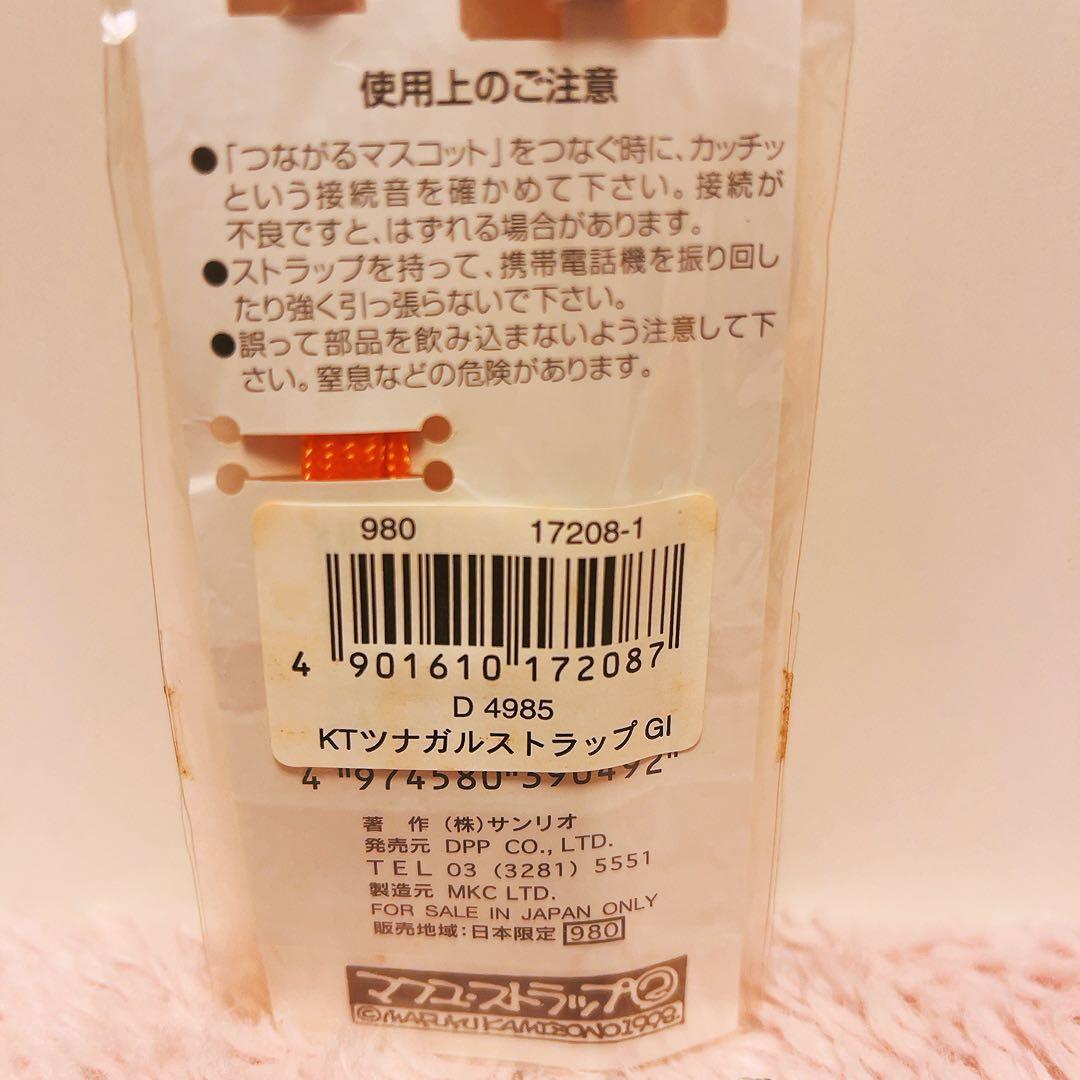 使用上のご注意
●「つながるマスコット」をつなぐ時に、カッチッ
という接続音を確かめて下さい。接続が
不良ですと、はずれる場合があります。
●ストラップを持って、携帯電話機を振り回し
たり強く引っ張らないで下さい。
●誤って部品を飲み込まないよう注意して下
さい。窒息などの危険があります。
980 17208-1
4 901610 172087
D 4985
KTツナガルストラップ GI
4 974580 390492
著 作 (株)サンリオ
発売元 DPP CO., LTD.
TEL 03 (3281) 5551
製造元 MKC LTD.
FOR SALE IN JAPAN ONLY
販売地域:日本限定 980
マフユーストラップ②
©MAFUYU KAMISONO 1998.